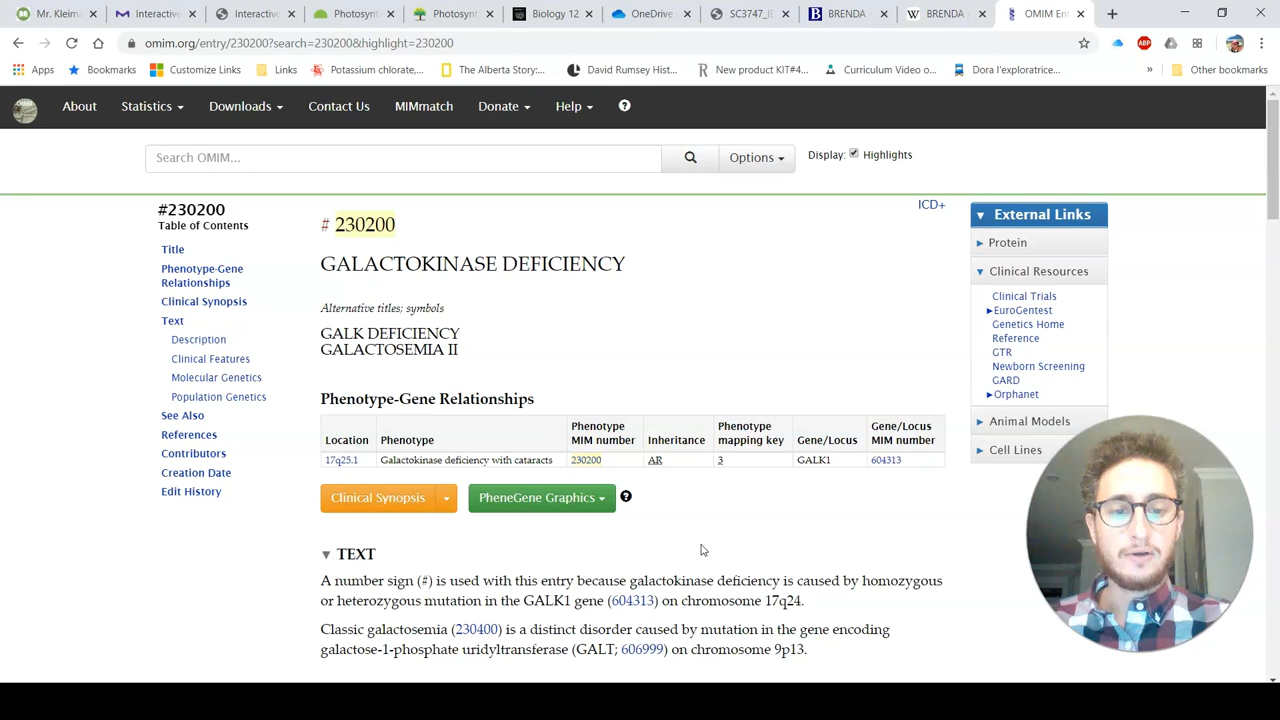 Mr. Kleima
Interactive
Interactive
Photosynt
Photosynt
Biology 12
OneDrive
SC3747_IE
BRENDA -
BRENDA -
OMIM Ent
omim.org/entry/230200?search=230200&highlight=230200
ABP
Apps
Bookmarks
Customize Links
Links
Potassium chlorate,...
The Alberta Story:...
David Rumsey Hist...
New product KIT#4...
Curriculum Video o...
Dora l'exploratrice...
»
Other bookmarks
About
Statistics
Downloads
Contact Us
MIMmatch
Donate
Help
Search OMIM...
Options
Display: Highlights
#230200
Table of Contents
Title
Phenotype-Gene
Relationships
Clinical Synopsis
Text
Description
Clinical Features
Molecular Genetics
Population Genetics
See Also
References
Contributors
Creation Date
Edit History
ICD+
# 230200
GALACTOKINASE DEFICIENCY
Alternative titles; symbols
GALK DEFICIENCY
GALACTOSEMIA II
Phenotype-Gene Relationships
Location Phenotype Phenotype MIM number Inheritance Phenotype mapping key Gene/Locus Gene/Locus MIM number
17q25.1 Galactokinase deficiency with cataracts 230200 AR 3 GALK1 604313
Clinical Synopsis
PheneGene Graphics
TEXT
A number sign (#) is used with this entry because galactokinase deficiency is caused by homozygous
or heterozygous mutation in the GALK1 gene (604313) on chromosome 17q24.
Classic galactosemia (230400) is a distinct disorder caused by mutation in the gene encoding
galactose-1-phosphate uridyltransferase (GALT; 606999) on chromosome 9p13.
External Links
Protein
Clinical Resources
Clinical Trials
EuroGentest
Genetics Home
Reference
GTR
Newborn Screening
GARD
Orphanet
Animal Models
Cell Lines